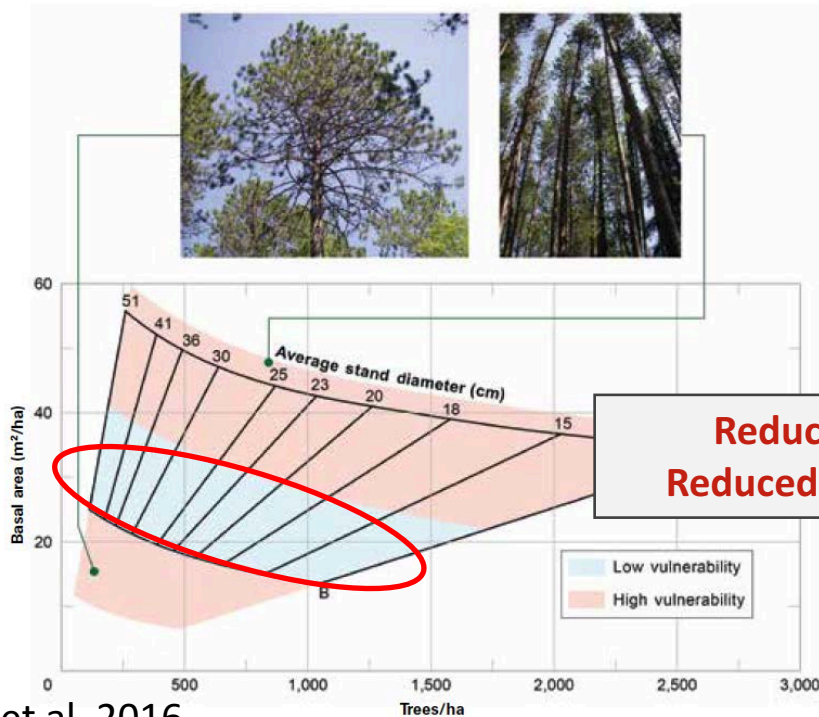 60
51
41
36
30
Average stand diameter (cm)
25
23
20
18
15
40
20
0
Basal area (m²/ha)
B
Low vulnerability
High vulnerability
500
1,000
1,500
2,000
2,500
3,000
Trees/ha
et al. 2016